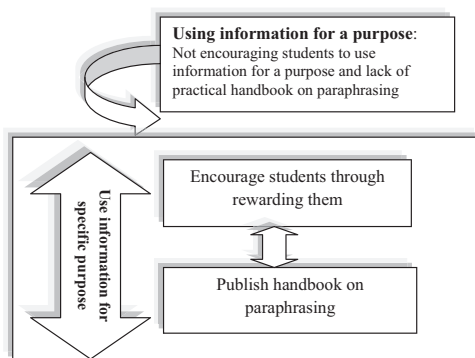 Using information for a purpose:
Not encouraging students to use
information for a purpose and lack of
practical handbook on paraphrasing
Use information for
specific purpose
Encourage students through
rewarding them
Publish handbook on
paraphrasing